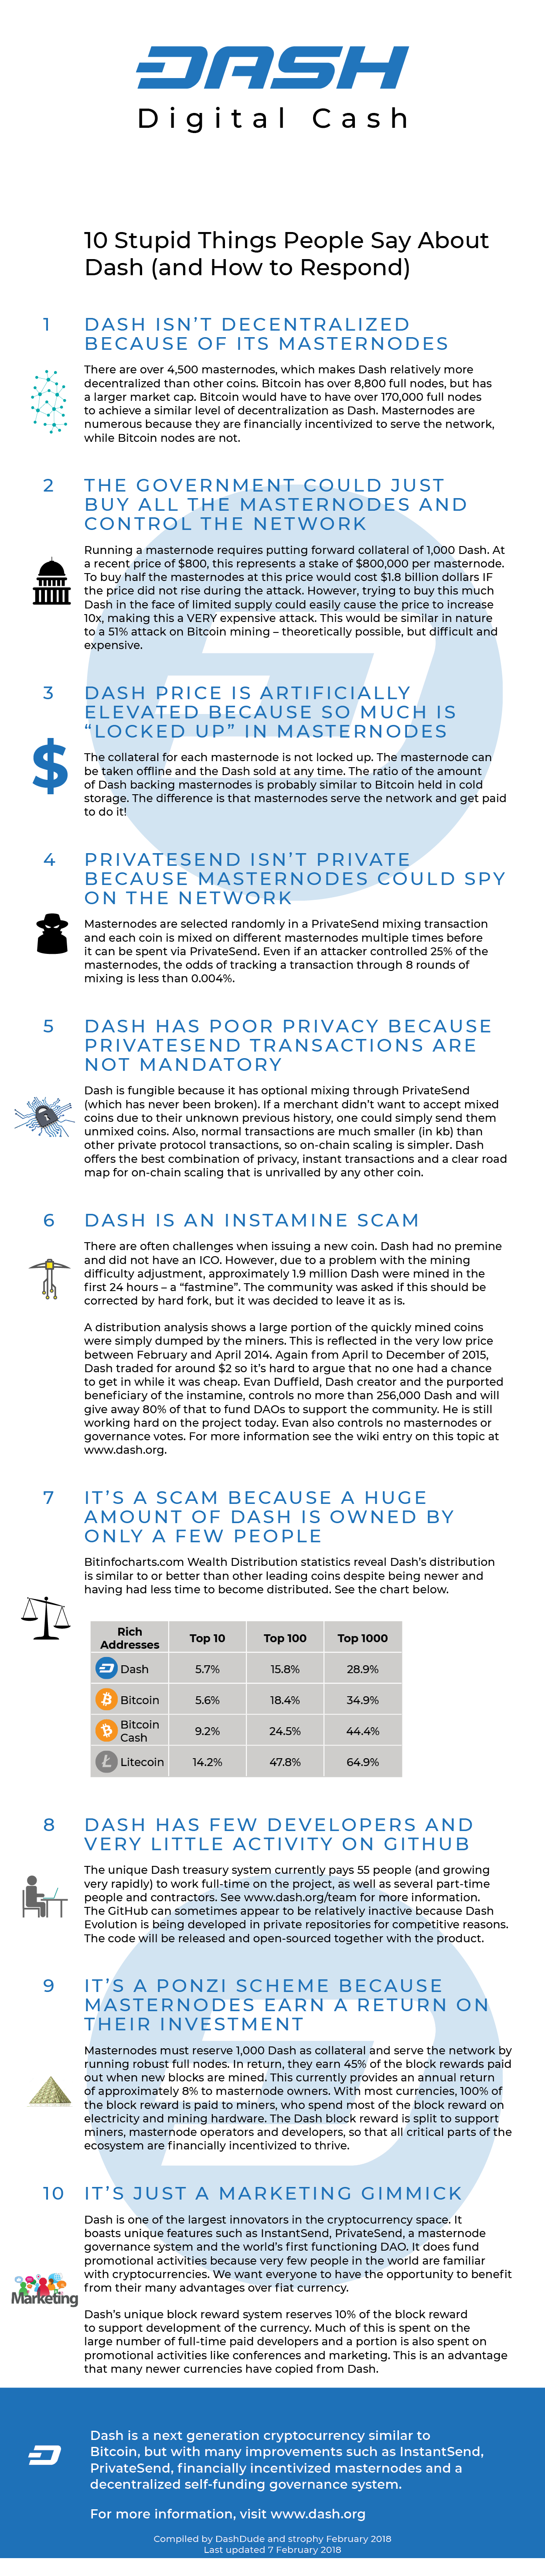 DASH
Digital Cash
10 Stupid Things People Say About
Dash (and How to Respond)
1
DASH ISN'T DECENTRALIZED
BECAUSE OF ITS MASTERNODES
There are over 4,500 masternodes, which makes Dash relatively more
decentralized than other coins. Bitcoin has over 8,800 full nodes, but has
a larger market cap. Bitcoin would have to have over 170,000 full nodes
to achieve a similar level of decentralization as Dash. Masternodes are
numerous because they are financially incentivized to serve the network,
while Bitcoin nodes are not.
2
THE GOVERNMENT COULD JUST
BUY ALL THE MASTERNODES AND
CONTROL THE NETWORK
Running a masternode requires putting forward collateral of 1,000 Dash. At
a recent price of $800, this represents a stake of $800,000 per masternode.
To buy half the masternodes at this price would cost $1.8 billion dollars IF
the price did not rise during the attack. However, trying to buy this much
Dash in the face of limited supply could easily cause the price to increase
10x, making this a VERY expensive attack. This would be similar in nature
to a 51% attack on Bitcoin mining – theoretically possible, but difficult and
expensive.
3
DASH PRICE IS ARTIFICIALLY
ELEVATED BECAUSE SO MUCH IS
“LOCKED UP” IN MASTERNODES
The collateral for each masternode is not locked up. The masternode can
be taken offline and the Dash sold at any time. The ratio of the amount
of Dash backing masternodes is probably similar to Bitcoin held in cold
storage. The difference is that masternodes serve the network and get paid
to do it!
4
PRIVATESEND ISN'T PRIVATE
BECAUSE MASTERNODES COULD SPY
ON THE NETWORK
Masternodes are selected randomly in a PrivateSend mixing transaction
and each coin is mixed on different masternodes multiple times before
it can be spent via PrivateSend. Even if an attacker controlled 25% of the
masternodes, the odds of tracking a transaction through 8 rounds of
mixing is less than 0.004%.
5
DASH HAS POOR PRIVACY BECAUSE
PRIVATESEND TRANSACTIONS ARE
NOT MANDATORY
Dash is fungible because it has optional mixing through PrivateSend
(which has never been broken). If a merchant didn't want to accept mixed
coins due to their unknown previous history, one could simply send them
unmixed coins. Also, normal transactions are much smaller (in kb) than
other private protocol transactions, so on-chain scaling is simpler. Dash
offers the best combination of privacy, instant transactions and a clear road
map for on-chain scaling that is unrivalled by any other coin.
6
DASH IS AN INSTAMINE SCAM
There are often challenges when issuing a new coin. Dash had no premine
and did not have an ICO. However, due to a problem with the mining
difficulty adjustment, approximately 1.9 million Dash were mined in the
first 24 hours – a “fastmine”. The community was asked if this should be
corrected by hard fork, but it was decided to leave it as is.
A distribution analysis shows a large portion of the quickly mined coins
were simply dumped by the miners. This is reflected in the very low price
between February and April 2014. Again from April to December of 2015,
Dash traded for around $2 so it's hard to argue that no one had a chance
to get in while it was cheap. Evan Duffield, Dash creator and the purported
beneficiary of the instamine, controls no more than 256,000 Dash and will
give away 80% of that to fund DAOs to support the community. He is still
working hard on the project today. Evan also controls no masternodes or
governance votes. For more information see the wiki entry on this topic at
www.dash.org.
7
IT'S A SCAM BECAUSE A HUGE
AMOUNT OF DASH IS OWNED BY
ONLY A FEW PEOPLE
Bitinfocharts.com Wealth Distribution statistics reveal Dash's distribution
is similar to or better than other leading coins despite being newer and
having had less time to become distributed. See the chart below.
Rich
Addresses Top 10 Top 100 Top 1000
Dash 5.7% 15.8% 28.9%
Bitcoin 5.6% 18.4% 34.9%
Bitcoin
Cash 9.2% 24.5% 44.4%
Litecoin 14.2% 47.8% 64.9%
8
DASH HAS FEW DEVELOPERS AND
VERY LITTLE ACTIVITY ON GITHUB
The unique Dash treasury system currently pays 55 people (and growing
very rapidly) to work full-time on the project, as well as several part-time
people and contractors. See www.dash.org/team for more information.
The GitHub can sometimes appear to be relatively inactive because Dash
Evolution is being developed in private repositories for competitive reasons.
The code will be released and open-sourced together with the product.
9
IT'S A PONZI SCHEME BECAUSE
MASTERNODES EARN A RETURN ON
THEIR INVESTMENT
Masternodes must reserve 1,000 Dash as collateral and serve the network by
running robust full nodes. In return, they earn 45% of the block rewards paid
out when new blocks are mined. This currently provides an annual return
of approximately 8% to masternode owners. With most currencies, 100% of
the block reward is paid to miners, who spend most of the block reward on
electricity and mining hardware. The Dash block reward is split to support
miners, masternode operators and developers, so that all critical parts of the
ecosystem are financially incentivized to thrive.
10
IT'S JUST A MARKETING GIMMICK
Dash is one of the largest innovators in the cryptocurrency space. It
boasts unique features such as InstantSend, PrivateSend, a masternode
governance system and the world's first functioning DAO. It does fund
promotional activities because very few people in the world are familiar
with cryptocurrencies. We want everyone to have the opportunity to benefit
from their many advantages over fiat currency.
Marketing
Dash's unique block reward system reserves 10% of the block reward
to support development of the currency. Much of this is spent on the
large number of full-time paid developers and a portion is also spent on
promotional activities like conferences and marketing. This is an advantage
that many newer currencies have copied from Dash.
Dash is a next generation cryptocurrency similar to
Bitcoin, but with many improvements such as InstantSend,
PrivateSend, financially incentivized masternodes and a
decentralized self-funding governance system.
For more information, visit www.dash.org
Compiled by DashDude and strophy February 2018
Last updated 7 February 2018